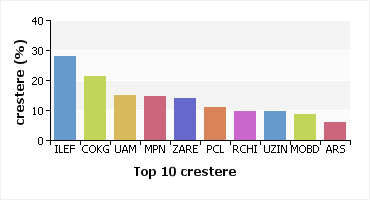 crestere (%)
40
30
20
10
0
ILEF COKG UAM MPN ZARE PCL RCHI UZIN MOBD ARS
Top 10 crestere